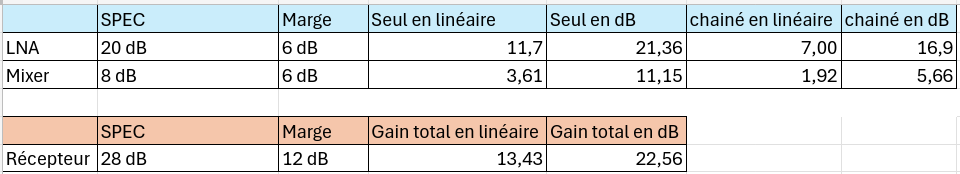 SPEC Marge Seul en linéaire Seul en dB chainé en linéaire chainé en dB
LNA 20 dB 6 dB 11,7 21,36 7,00 16,9
Mixer 8 dB 6 dB 3,61 11,15 1,92 5,66
SPEC Marge Gain total en linéaire Gain total en dB
Récepteur 28 dB 12 dB 13,43 22,56